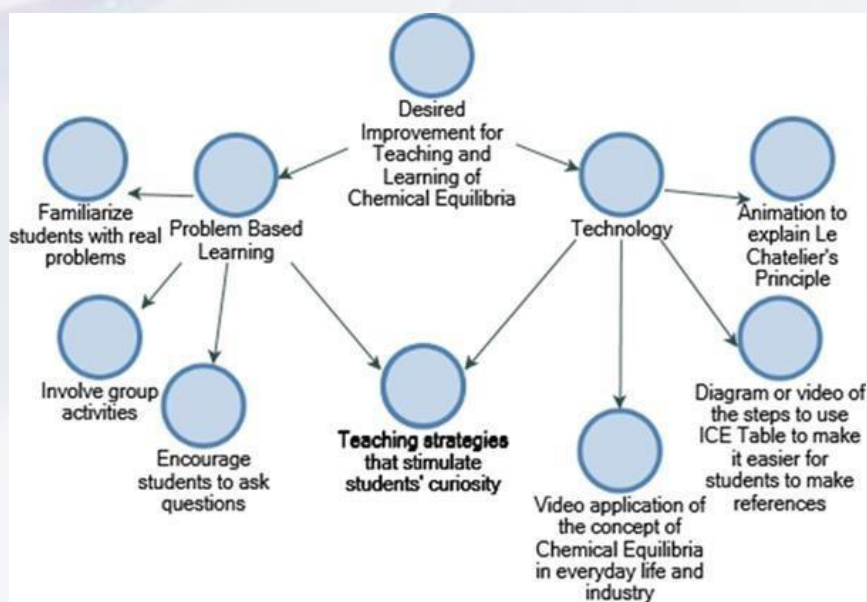 Desired
Improvement for
Teaching and
Learning of
Chemical Equilibria
Familiarize
students with real
problems
Problem Based
Learning
Technology
Animation to
explain Le
Chatelier's
Principle
Involve group
activities
Encourage
students to ask
questions
Teaching strategies
that stimulate
students' curiosity
Video application of
the concept of
Chemical Equilibria
in everyday life and
industry
Diagram or video of
the steps to use
ICE Table to make
it easier for
students to make
references